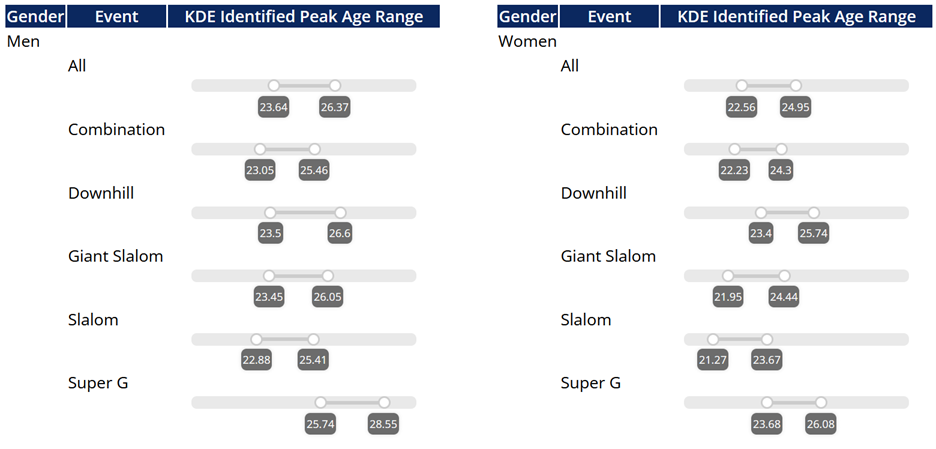 Gender Event KDE Identified Peak Age Range
Men
All
23.64 26.37
Combination
23.05 25.46
Downhill
23.5 26.6
Giant Slalom
23.45 26.05
Slalom
22.88 25.41
Super G
25.74 28.55
Gender Event KDE Identified Peak Age Range
Women
All
22.56 24.95
Combination
22.23 24.3
Downhill
23.4 25.74
Giant Slalom
21.95 24.44
Slalom
21.27 23.67
Super G
23.68 26.08